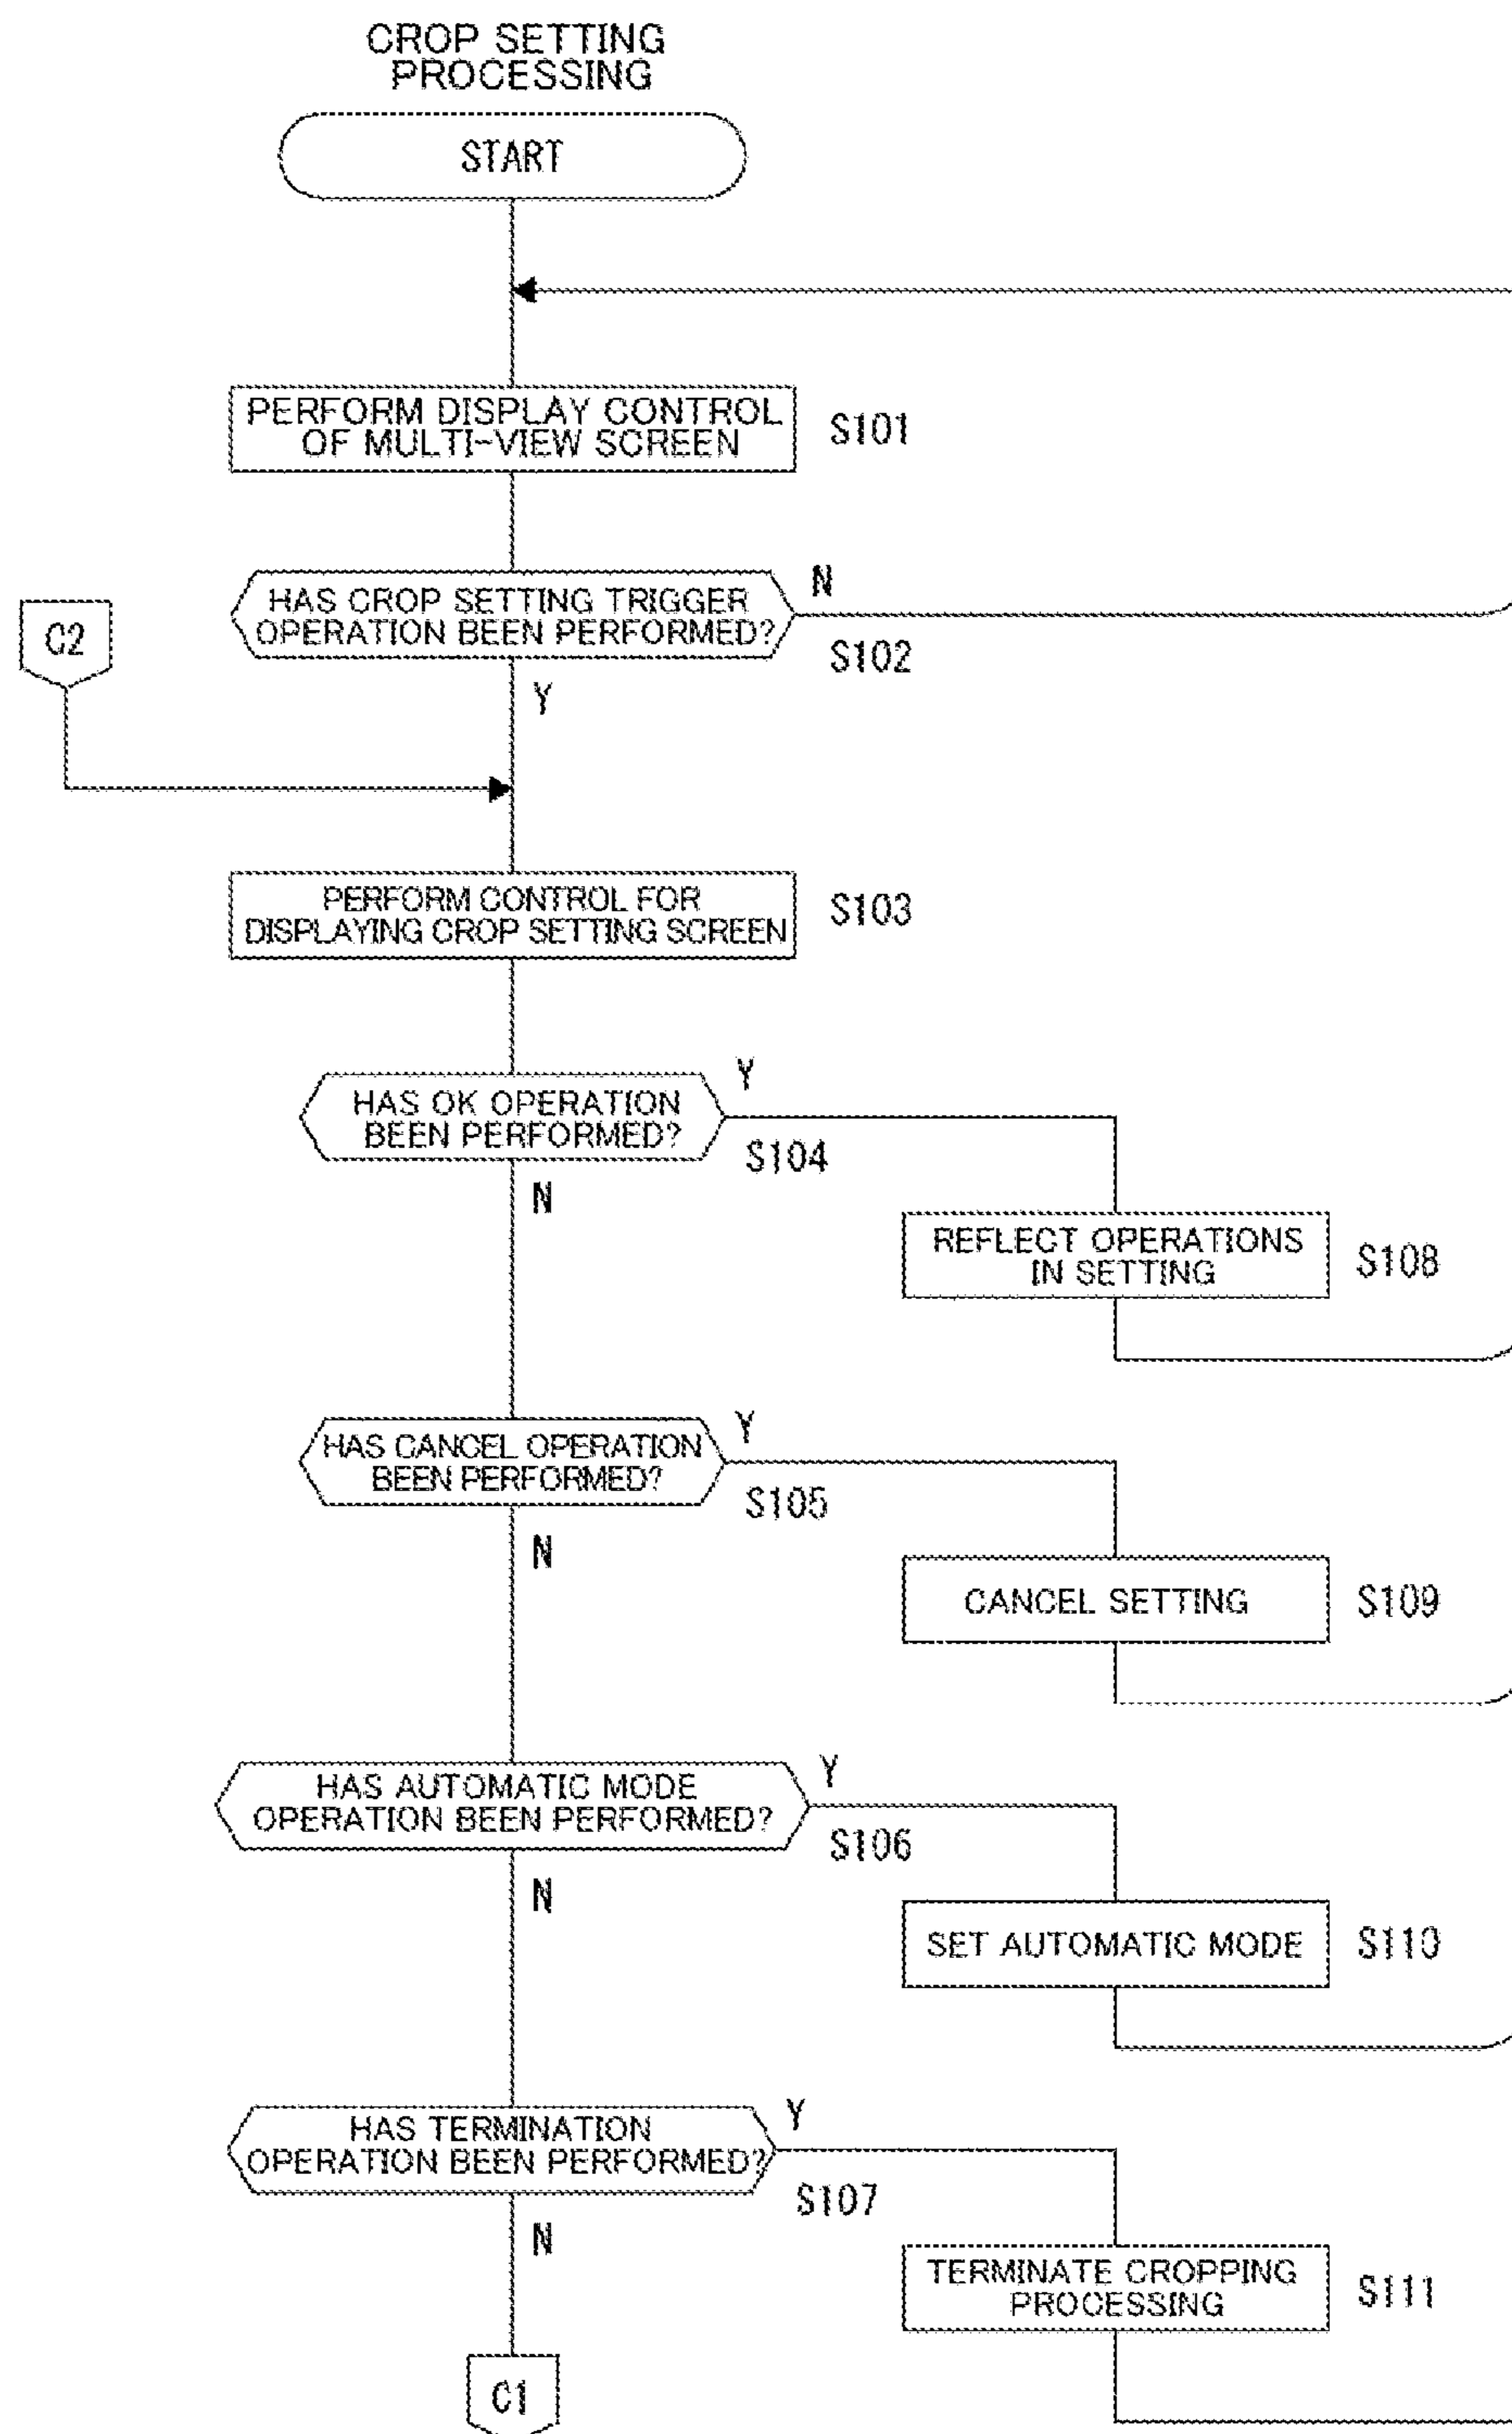 CROP SETTING
PROCESSING
START
PERFORM DISPLAY CONTROL
OF MULTI-VIEW SCREEN
S101
HAS CROP SETTING TRIGGER
OPERATION BEEN PERFORMED?
N
S102
C2
Y
PERFORM CONTROL FOR
DISPLAYING CROP SETTING SCREEN
S103
HAS OK OPERATION
BEEN PERFORMED?
Y
S104
N
REFLECT OPERATIONS
IN SETTING
S108
HAS CANCEL OPERATION
BEEN PERFORMED?
Y
S105
N
CANCEL SETTING
S109
HAS AUTOMATIC MODE
OPERATION BEEN PERFORMED?
Y
S106
N
SET AUTOMATIC MODE
S110
HAS TERMINATION
OPERATION BEEN PERFORMED?
Y
S107
N
TERMINATE CROPPING
PROCESSING
S111
C1